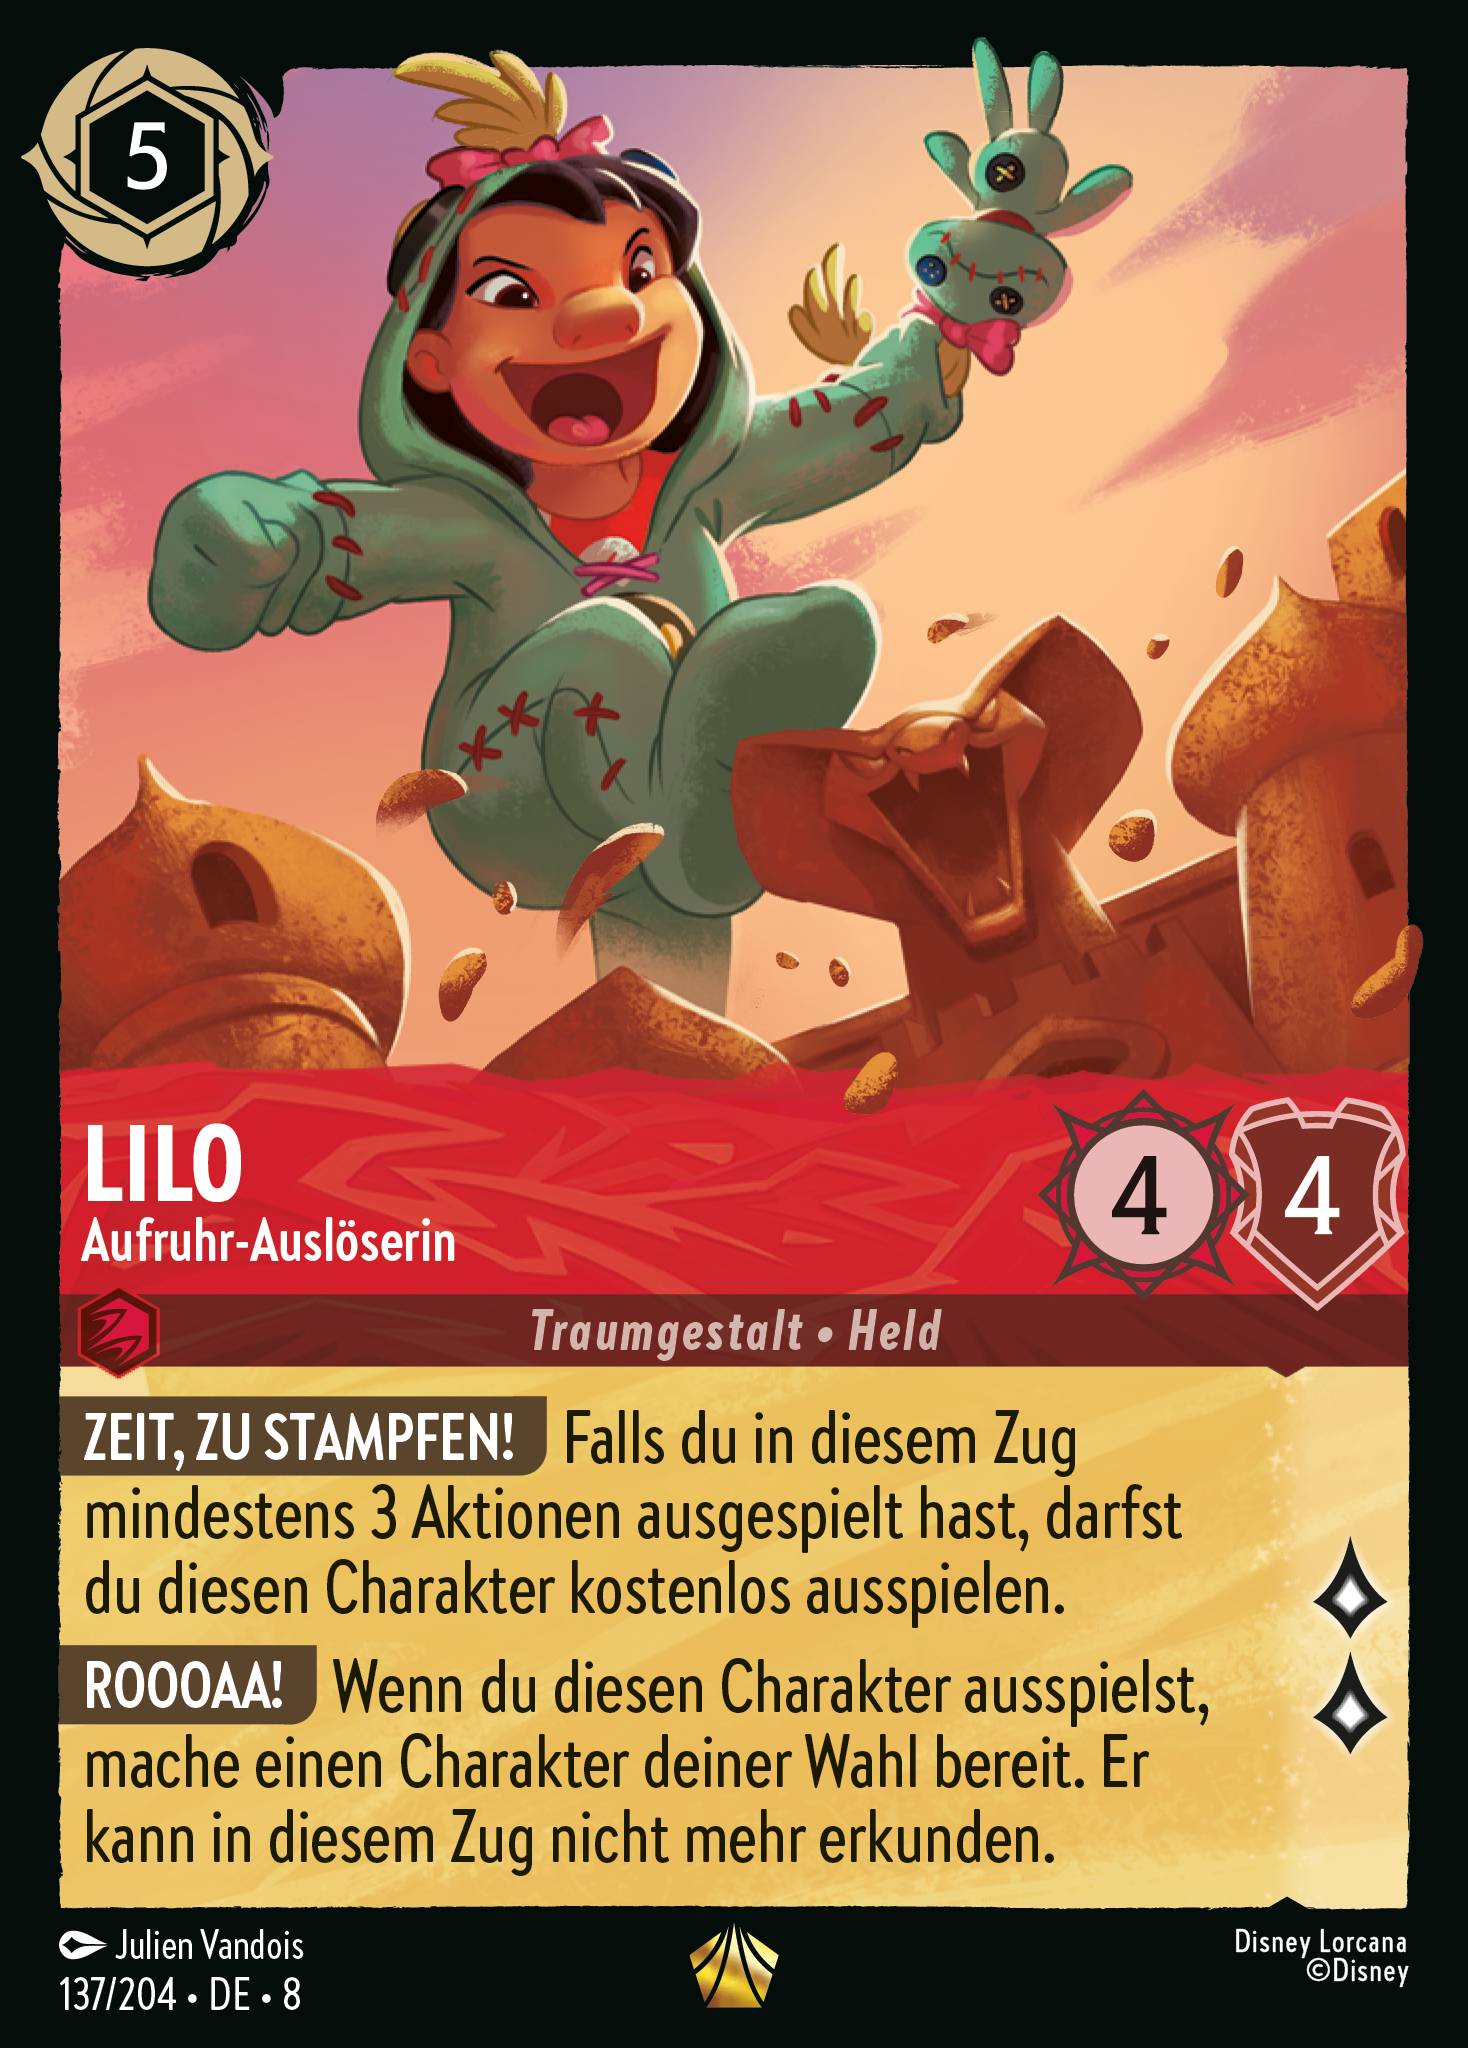 5
LILO
Aufruhr-Auslöserin
4 4
Traumgestalt • Held
ZEIT, ZU STAMPFEN! Falls du in diesem Zug
mindestens 3 Aktionen ausgespielt hast, darfst
du diesen Charakter kostenlos ausspielen.
ROOOAA! Wenn du diesen Charakter ausspielst,
mache einen Charakter deiner Wahl bereit. Er
kann in diesem Zug nicht mehr erkunden.
Julien Vandois
137/204 • DE • 8
Disney Lorcana
©Disney